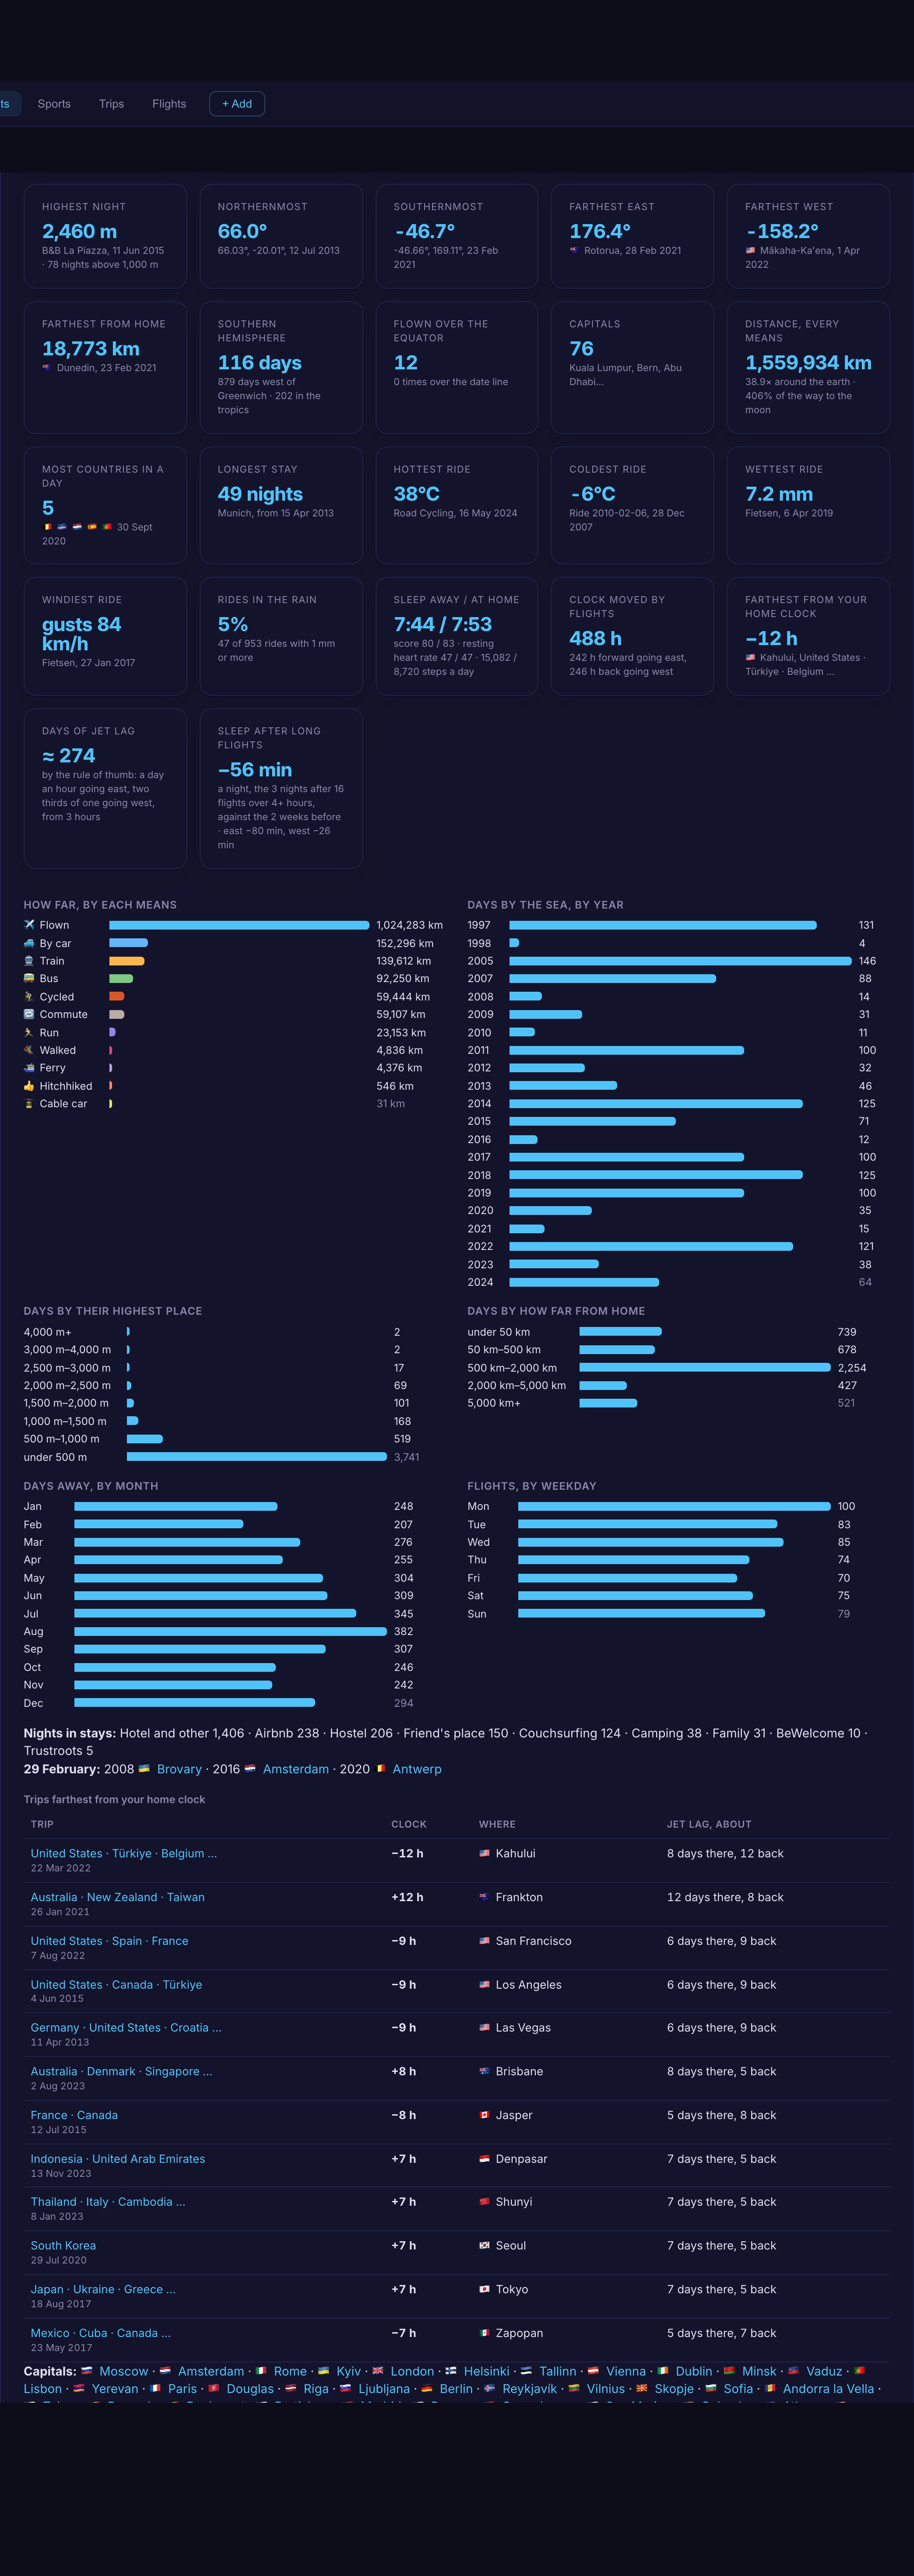 ts Sports Trips Flights + Add
HIGHEST NIGHT
2,460 m
B&B La Piazza, 11 Jun 2015
· 78 nights above 1,000 m
NORTHERNMOST
66.0°
66.03°, -20.01°, 12 Jul 2013
SOUTHERNMOST
-46.7°
-46.66°, 169.11°, 23 Feb
2021
FARTHEST EAST
176.4°
Rotorua, 28 Feb 2021
FARTHEST WEST
-158.2°
Mākaha-Ka'ena, 1 Apr
2022
FARTHEST FROM HOME
18,773 km
Dunedin, 23 Feb 2021
SOUTHERN
HEMISPHERE
116 days
879 days west of
Greenwich · 202 in the
tropics
FLOWN OVER THE
EQUATOR
12
0 times over the date line
CAPITALS
76
Kuala Lumpur, Bern, Abu
Dhabi...
DISTANCE, EVERY
MEANS
1,559,934 km
38.9× around the earth ·
406% of the way to the
moon
MOST COUNTRIES IN A
DAY
5
30 Sept
2020
LONGEST STAY
49 nights
Munich, from 15 Apr 2013
HOTTEST RIDE
38°C
Road Cycling, 16 May 2024
COLDEST RIDE
-6°C
Ride 2010-02-06, 28 Dec
2007
WETTEST RIDE
7.2 mm
Fietsen, 6 Apr 2019
WINDIEST RIDE
gusts 84
km/h
Fietsen, 27 Jan 2017
RIDES IN THE RAIN
5%
47 of 953 rides with 1 mm
or more
SLEEP AWAY / AT HOME
7:44 / 7:53
score 80 / 83 · resting
heart rate 47 / 47 · 15,082 /
8,720 steps a day
CLOCK MOVED BY
FLIGHTS
488 h
242 h forward going east,
246 h back going west
FARTHEST FROM YOUR
HOME CLOCK
−12 h
Kahului, United States ·
Türkiye · Belgium ...
DAYS OF JET LAG
≈ 274
by the rule of thumb: a day
an hour going east, two
thirds of one going west,
from 3 hours
SLEEP AFTER LONG
FLIGHTS
−56 min
a night, the 3 nights after 16
flights over 4+ hours,
against the 2 weeks before
· east −80 min, west −26
min
HOW FAR, BY EACH MEANS
Flown 1,024,283 km
By car 152,296 km
Train 139,612 km
Bus 92,250 km
Cycled 59,444 km
Commute 59,107 km
Run 23,153 km
Walked 4,836 km
Ferry 4,376 km
Hitchhiked 546 km
Cable car 31 km
DAYS BY THE SEA, BY YEAR
1997 131
1998 4
2005 146
2007 88
2008 14
2009 31
2010 11
2011 100
2012 32
2013 46
2014 125
2015 71
2016 12
2017 100
2018 125
2019 100
2020 35
2021 15
2022 121
2023 38
2024 64
DAYS BY THEIR HIGHEST PLACE
4,000 m+ 2
3,000 m–4,000 m 2
2,500 m–3,000 m 17
2,000 m–2,500 m 69
1,500 m–2,000 m 101
1,000 m–1,500 m 168
500 m–1,000 m 519
under 500 m 3,741
DAYS BY HOW FAR FROM HOME
under 50 km 739
50 km–500 km 678
500 km–2,000 km 2,254
2,000 km–5,000 km 427
5,000 km+ 521
DAYS AWAY, BY MONTH
Jan 248
Feb 207
Mar 276
Apr 255
May 304
Jun 309
Jul 345
Aug 382
Sep 307
Oct 246
Nov 242
Dec 294
FLIGHTS, BY WEEKDAY
Mon 100
Tue 83
Wed 85
Thu 74
Fri 70
Sat 75
Sun 79
Nights in stays: Hotel and other 1,406 · Airbnb 238 · Hostel 206 · Friend's place 150 · Couchsurfing 124 · Camping 38 · Family 31 · BeWelcome 10 ·
Trustroots 5
29 February: 2008 Brovary · 2016 Amsterdam · 2020 Antwerp
Trips farthest from your home clock
TRIP CLOCK WHERE JET LAG, ABOUT
United States · Türkiye · Belgium ... −12 h Kahului 8 days there, 12 back
22 Mar 2022
Australia · New Zealand · Taiwan +12 h Frankton 12 days there, 8 back
26 Jan 2021
United States · Spain · France −9 h San Francisco 6 days there, 9 back
7 Aug 2022
United States · Canada · Türkiye −9 h Los Angeles 6 days there, 9 back
4 Jun 2015
Germany · United States · Croatia ... −9 h Las Vegas 6 days there, 9 back
11 Apr 2013
Australia · Denmark · Singapore ... +8 h Brisbane 8 days there, 5 back
2 Aug 2023
France · Canada −8 h Jasper 5 days there, 8 back
12 Jul 2015
Indonesia · United Arab Emirates +7 h Denpasar 7 days there, 5 back
13 Nov 2023
Thailand · Italy · Cambodia ... +7 h Shunyi 7 days there, 5 back
8 Jan 2023
South Korea +7 h Seoul 7 days there, 5 back
29 Jul 2020
Japan · Ukraine · Greece ... +7 h Tokyo 7 days there, 5 back
18 Aug 2017
Mexico · Cuba · Canada ... −7 h Zapopan 5 days there, 7 back
23 May 2017
Capitals: Moscow · Amsterdam · Rome · Kyiv · London · Helsinki · Tallinn · Vienna · Dublin · Minsk · Vaduz ·
Lisbon · Yerevan · Paris · Douglas · Riga · Ljubljana · Berlin · Reykjavík · Vilnius · Skopje · Sofia · Andorra la Vella ·